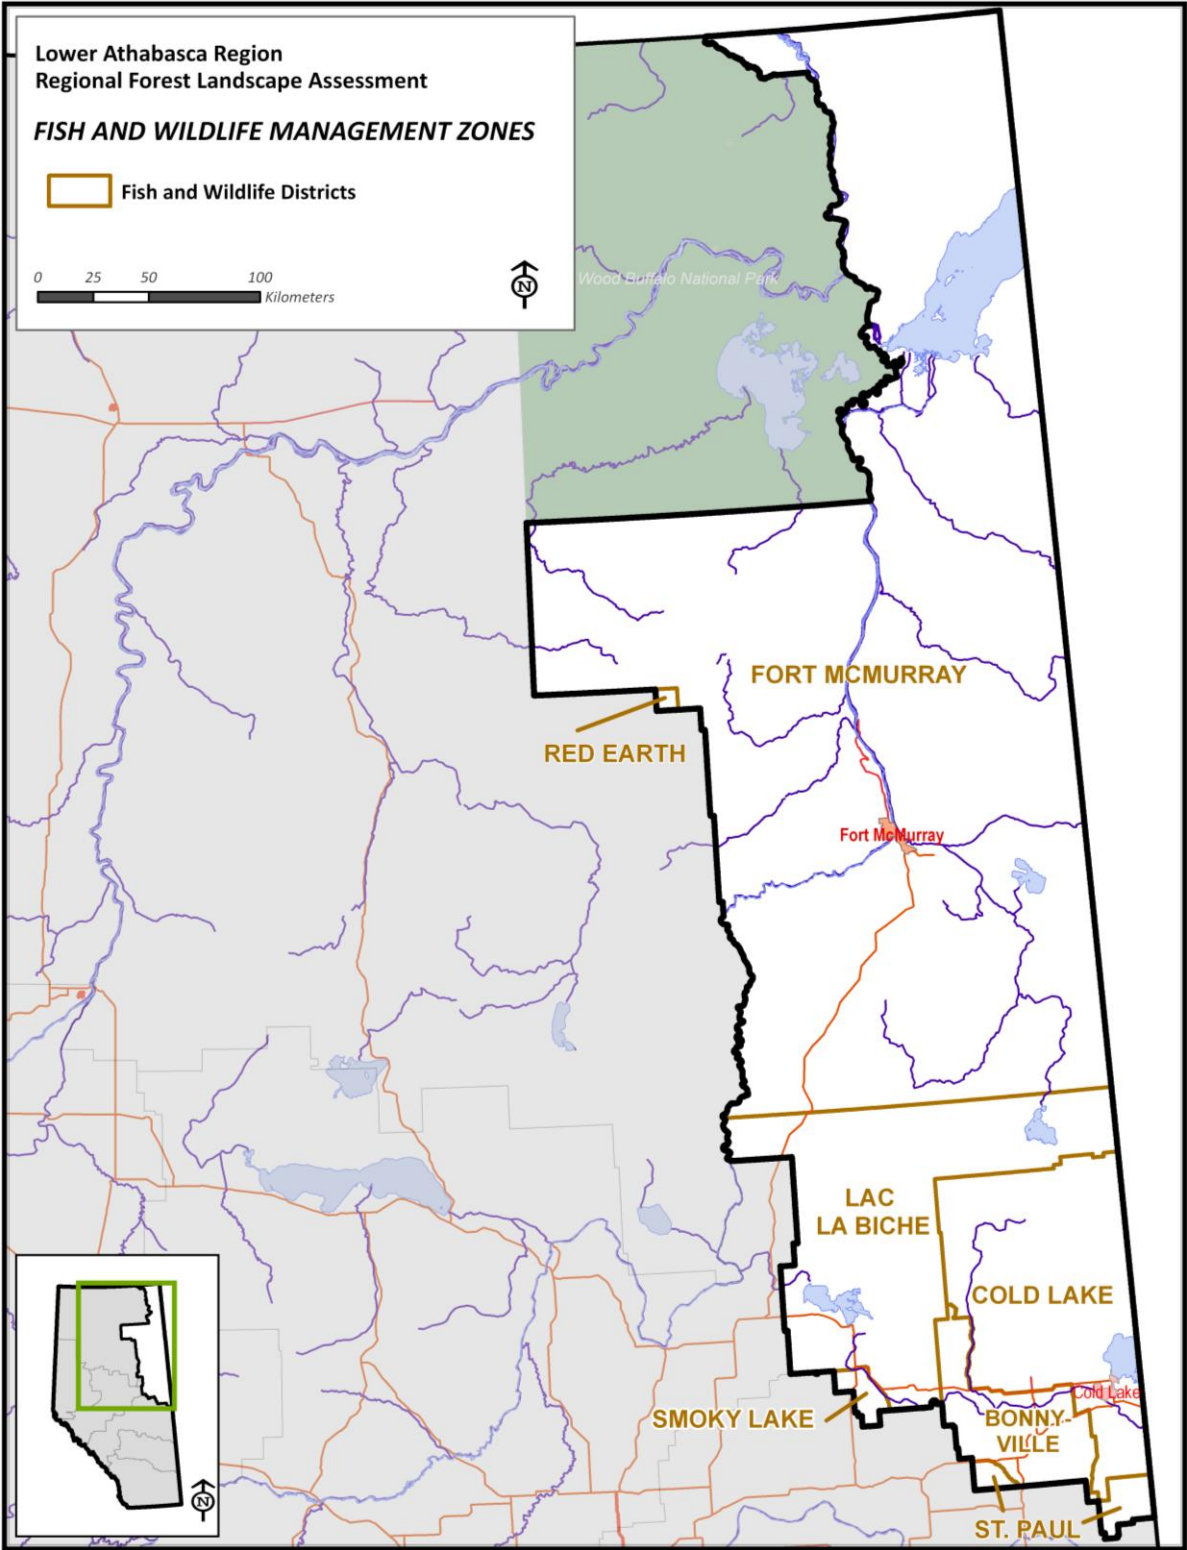 Lower Athabasca Region
Regional Forest Landscape Assessment
FISH AND WILDLIFE MANAGEMENT ZONES
Fish and Wildlife Districts
0 25 50 100
Kilometers
N
Wood Buffalo National Park
FORT MCMURRAY
RED EARTH
Fort McMurray
LAC
LA BICHE
COLD LAKE
Cold Lake
SMOKY LAKE
BONNY-
VILLE
N
ST. PAUL